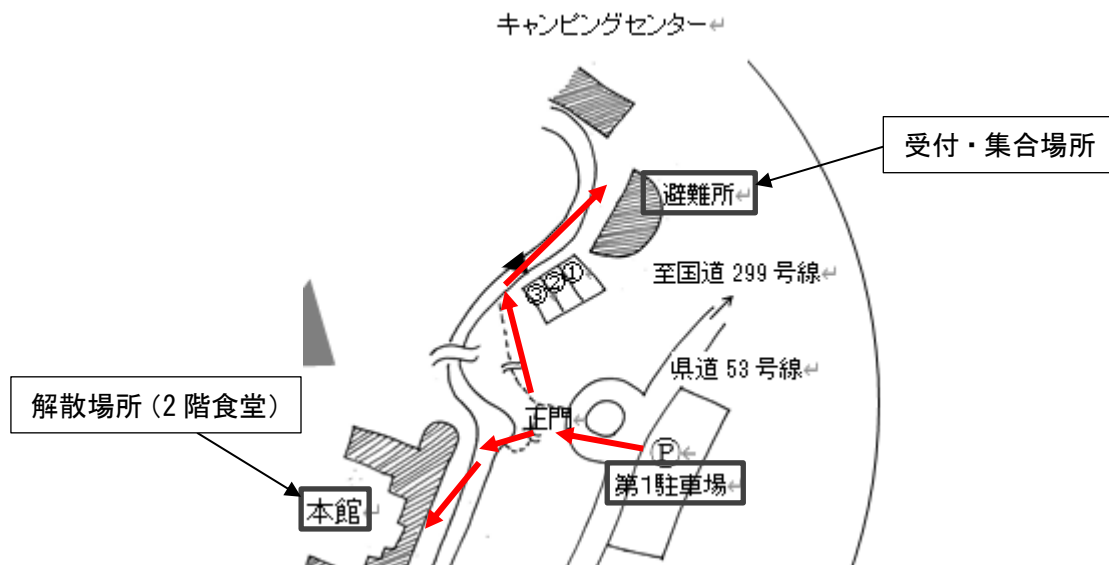 キャンピングセンター↵
受付・集合場所
避難所↵
③②①↵
至国道 299 号線↵
県道 53 号線↵
解散場所（2 階食堂）
正門↵
Ⓟ↵
第1駐車場↵
本館↵